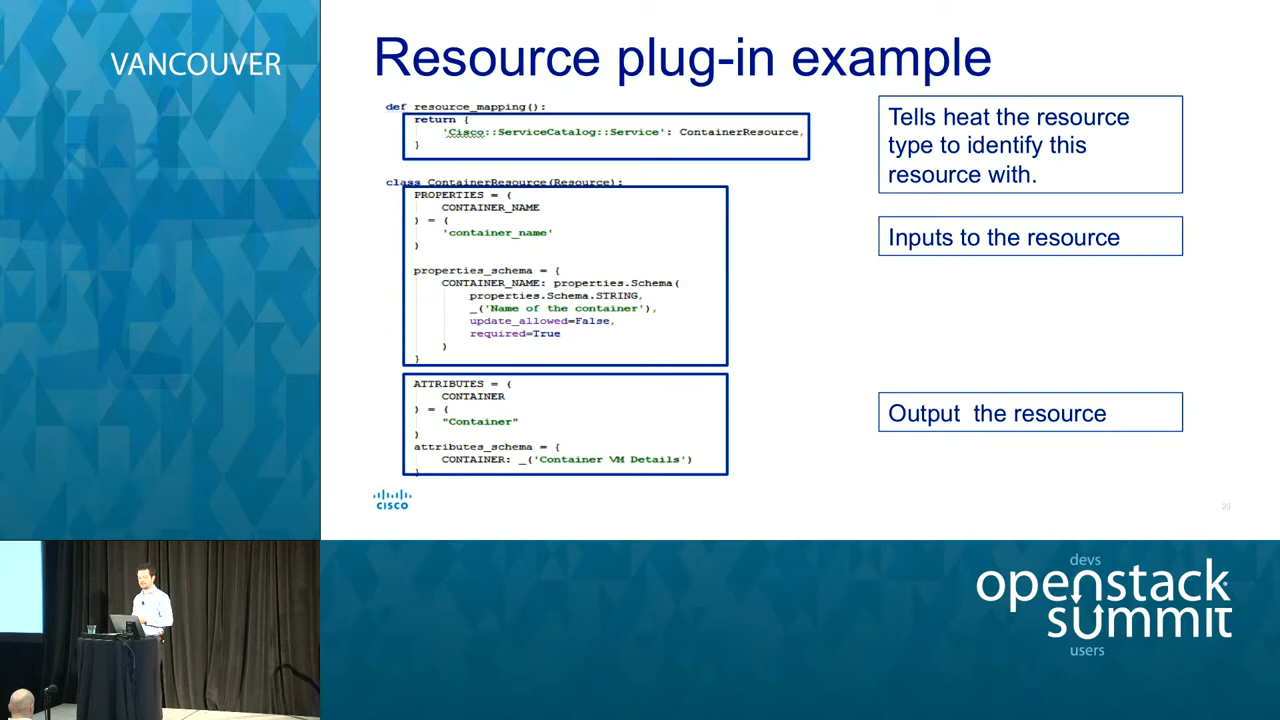 VANCOUVER
Resource plug-in example
def resource_mapping():
return {
'Cisco::ServiceCatalog::Service': ContainerResource,
}
class ContainerResource(Resource):
PROPERTIES = (
CONTAINER_NAME
) = (
'container_name'
)
properties_schema = {
CONTAINER_NAME: properties.Schema(
properties.Schema.STRING,
_('Name of the container'),
update_allowed=False,
required=True
)
}
ATTRIBUTES = (
CONTAINER
) = (
"Container"
)
attributes_schema = {
CONTAINER: _('Container VM Details')
}
Tells heat the resource
type to identify this
resource with.
Inputs to the resource
Output  the resource
CISCO
20
devs
openstack
summit
users